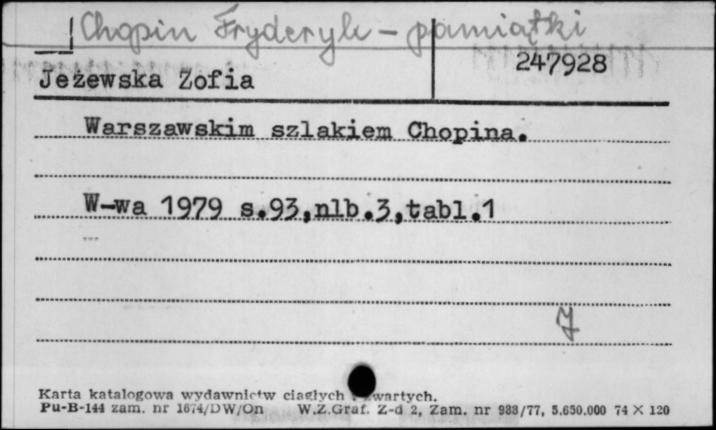 Chopin Fryderyk - pamiątki
247928
Jeżewska Zofia
Warszawskim szlakiem Chopina.
W-wa 1979 s.93,nlb.3,tabl.1
J
Karta katalogowa wydawnictw ciągłych i zwartych.
Pu-B-144 zam. nr 1674/DW/On W.Z.Graf. Z-d 2, Zam. nr 988/77, 5.650.000 74 × 120